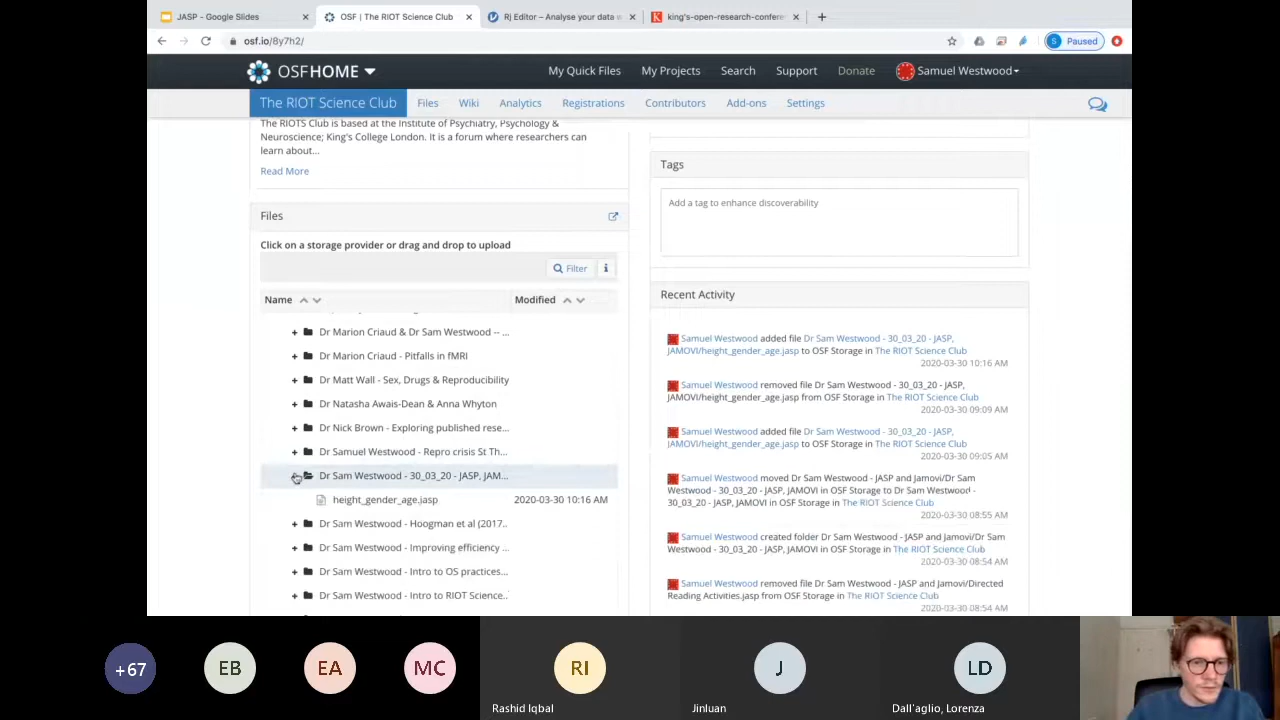 JASP - Google Slides
OSF | The RIOT Science Club
Rj Editor – Analyse your data w
king's-open-research-confere
osf.io/8y7h2/
S Paused
OSFHOME
My Quick Files My Projects Search Support Donate Samuel Westwood
The RIOT Science Club Files Wiki Analytics Registrations Contributors Add-ons Settings
The RIOTS Club is based at the Institute of Psychiatry, Psychology &
Neuroscience; King's College London. It is a forum where researchers can
learn about...
Read More
Files
Click on a storage provider or drag and drop to upload
Filter i
Name Modified
+ Dr Marion Criaud & Dr Sam Westwood -- ...
+ Dr Marion Criaud - Pitfalls in fMRI
+ Dr Matt Wall - Sex, Drugs & Reproducibility
+ Dr Natasha Awais-Dean & Anna Whyton
+ Dr Nick Brown - Exploring published rese...
+ Dr Samuel Westwood - Repro crisis St Th...
Dr Sam Westwood - 30_03_20 - JASP, JAM...
height_gender_age.jasp 2020-03-30 10:16 AM
+ Dr Sam Westwood - Hoogman et al (2017..
+ Dr Sam Westwood - Improving efficiency ...
+ Dr Sam Westwood - Intro to OS practices...
+ Dr Sam Westwood - Intro to RIOT Science..
Tags
Add a tag to enhance discoverability
Recent Activity
Samuel Westwood added file Dr Sam Westwood - 30_03_20 - JASP,
JAMOVI/height_gender_age.jasp to OSF Storage in The RIOT Science Club
2020-03-30 10:16 AM
Samuel Westwood removed file Dr Sam Westwood - 30_03_20 - JASP,
JAMOVI/height_gender_age.jasp from OSF Storage in The RIOT Science Club
2020-03-30 09:09 AM
Samuel Westwood added file Dr Sam Westwood - 30_03_20 - JASP,
JAMOVI/height_gender_age.jasp to OSF Storage in The RIOT Science Club
2020-03-30 09:05 AM
Samuel Westwood moved Dr Sam Westwood - JASP and Jamovi/Dr Sam
Westwood - 30_03_20 - JASP, JAMOVI in OSF Storage to Dr Sam Westwood -
30_03_20 - JASP, JAMOVI in OSF Storage in The RIOT Science Club
2020-03-30 08:55 AM
Samuel Westwood created folder Dr Sam Westwood - JASP and Jamovi/Dr Sam
Westwood - 30_03_20 - JASP, JAMOVI in OSF Storage in The RIOT Science Club
2020-03-30 08:54 AM
Samuel Westwood removed file Dr Sam Westwood - JASP and Jamovi/Directed
Reading Activities.jasp from OSF Storage in The RIOT Science Club
2020-03-30 08:54 AM
+67 EB EA MC RI J LD
Rashid Iqbal Jinluan Dall'aglio, Lorenza